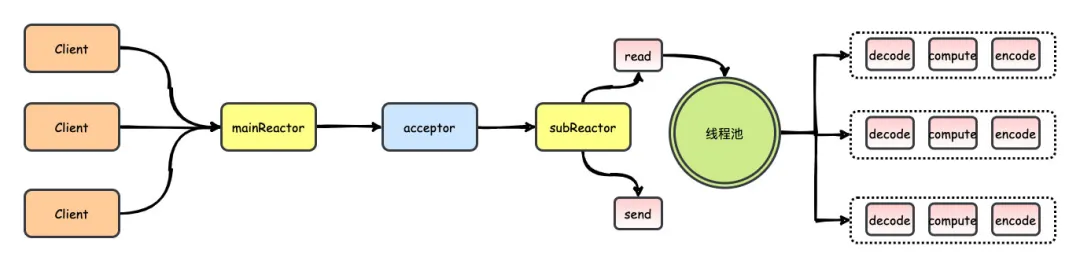 Client
Client
Client
mainReactor
acceptor
subReactor
read
send
线程池
decode compute encode
decode compute encode
decode compute encode